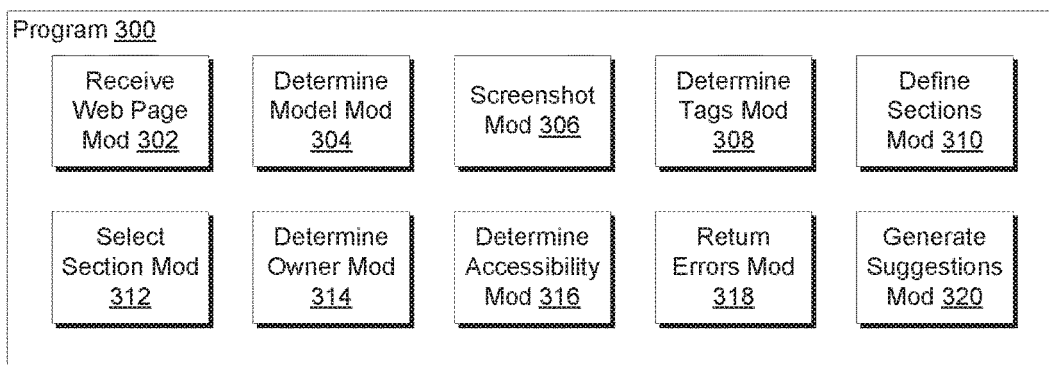 Program 300
Receive
Web Page
Mod 302
Determine
Model Mod
304
Screenshot
Mod 306
Determine
Tags Mod
308
Define
Sections
Mod 310
Select
Section Mod
312
Determine
Owner Mod
314
Determine
Accessibility
Mod 316
Return
Errors Mod
318
Generate
Suggestions
Mod 320